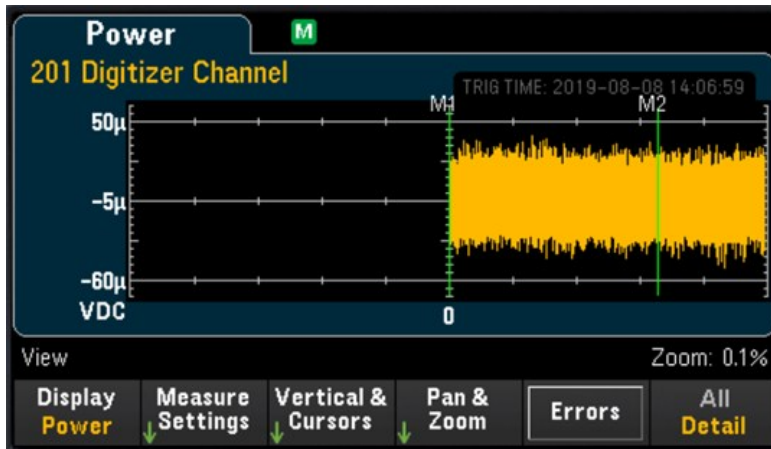 Power
M
201 Digitizer Channel
TRIG TIME: 2019-08-08 14:06:59
M1
M2
50µ
-5µ
-60µ
VDC
0
View
Zoom: 0.1%
Display
Power
Measure
Settings
Vertical &
Cursors
Pan &
Zoom
Errors
All
Detail